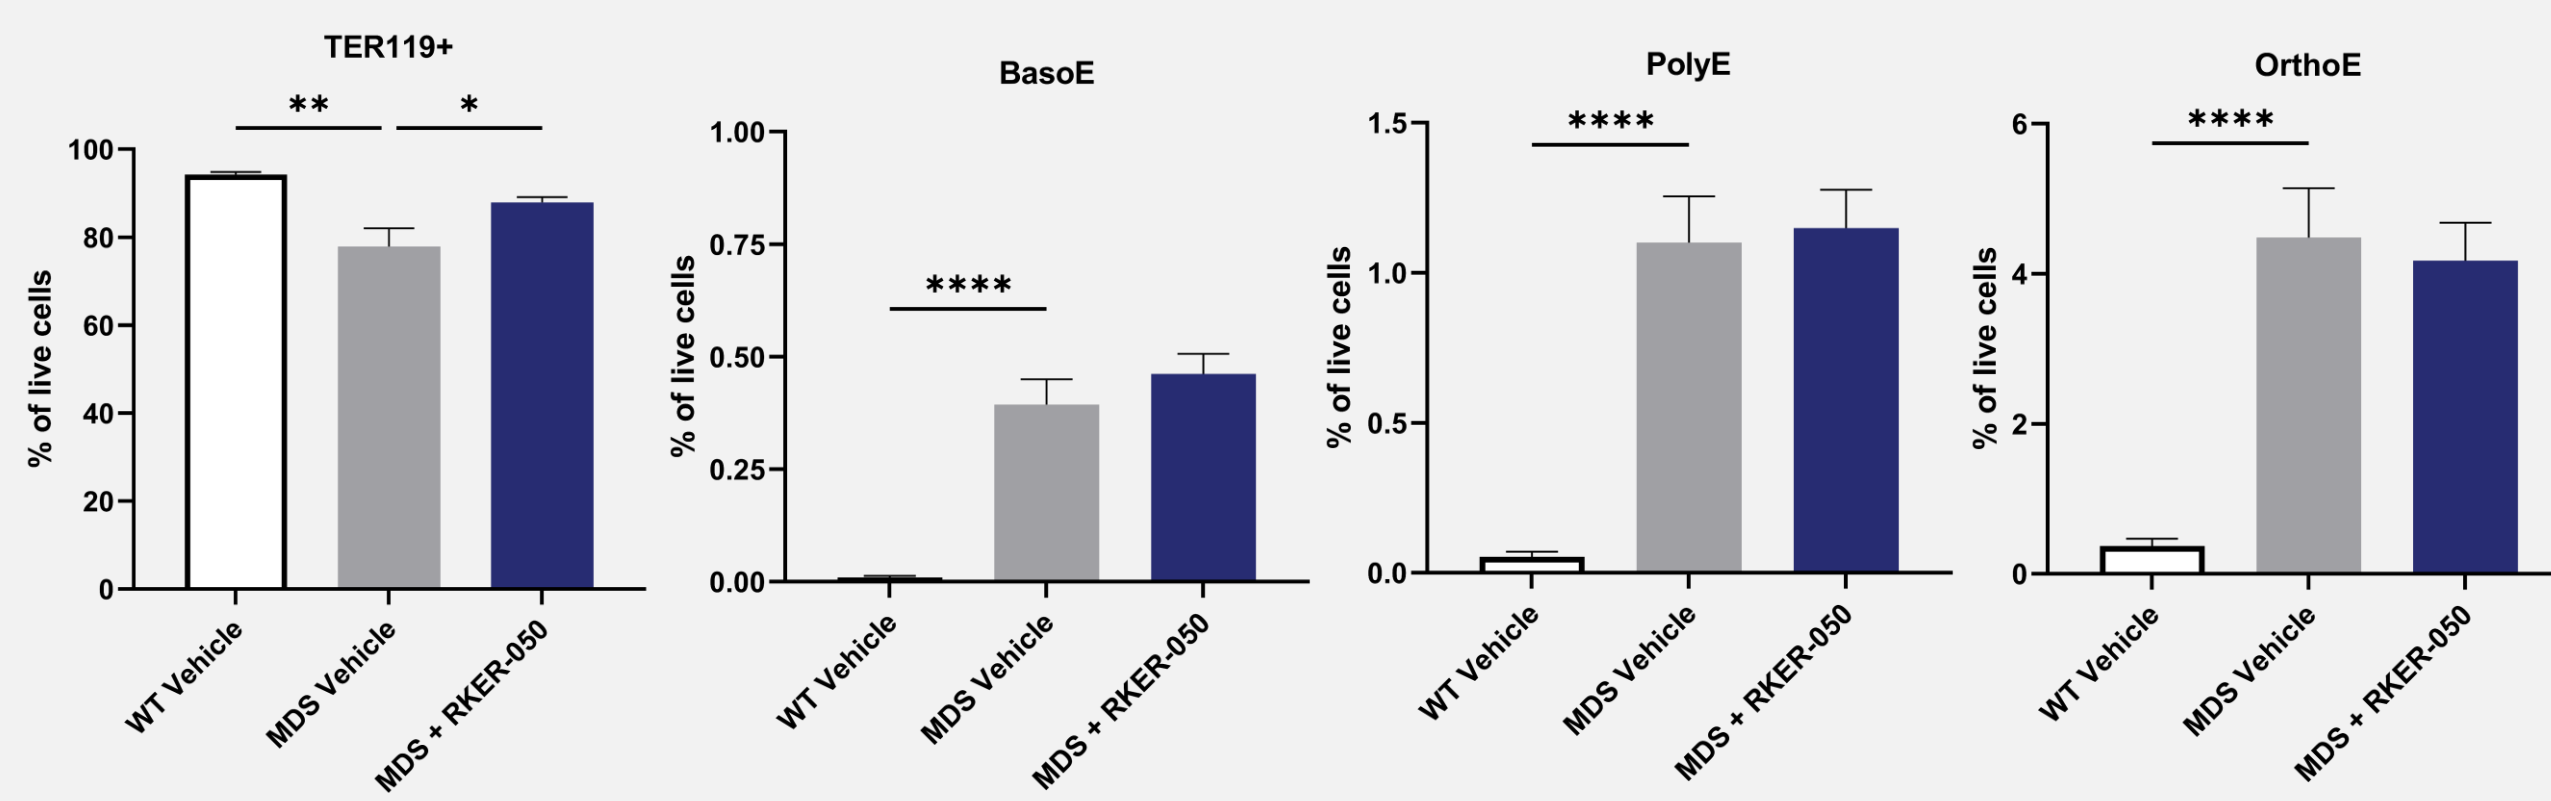 TER119+
** *
100
80
60
40
20
0
% of live cells
WT Vehicle
MDS Vehicle
MDS + RKER-050
BasoE
****
1.00
0.75
0.50
0.25
0.00
% of live cells
WT Vehicle
MDS Vehicle
MDS + RKER-050
PolyE
****
1.5
1.0
0.5
0.0
% of live cells
WT Vehicle
MDS Vehicle
MDS + RKER-050
OrthoE
****
6
4
2
0
% of live cells
WT Vehicle
MDS Vehicle
MDS + RKER-050